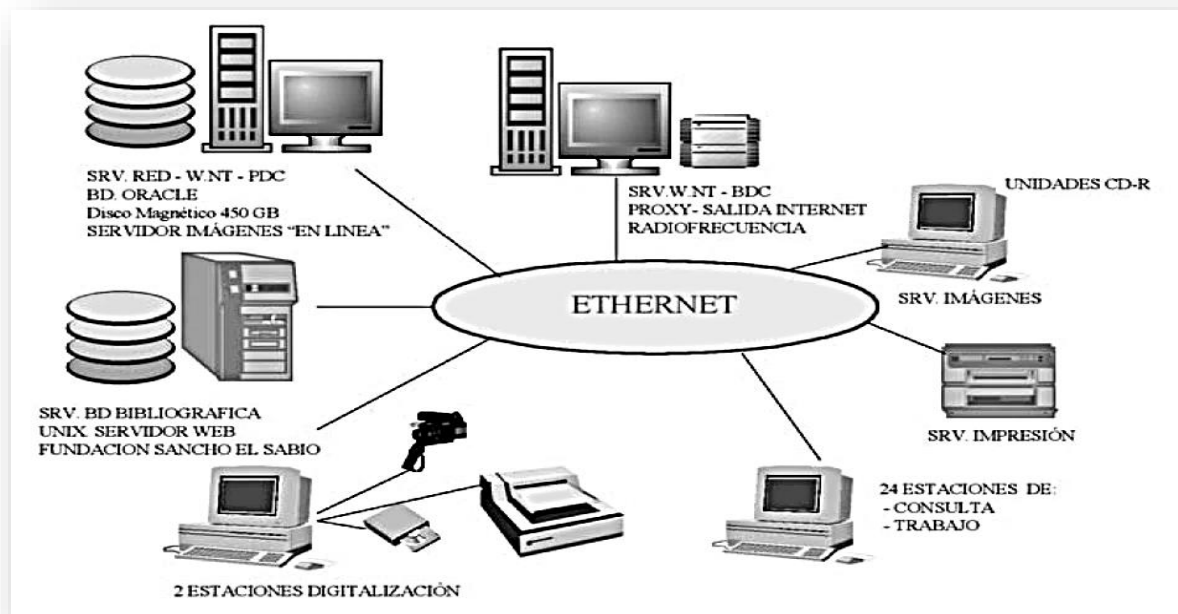 SRV. RED - W.NT - PDC
BD. ORACLE
Disco Magnético 450 GB
SERVIDOR IMÁGENES “EN LINEA”
SRV.W.NT - BDC
PROXY- SALIDA INTERNET
RADIOFRECUENCIA
UNIDADES CD-R
SRV. IMÁGENES
ETHERNET
SRV. BD BIBLIOGRAFICA
UNIX. SERVIDOR WEB
FUNDACION SANCHO EL SABIO
SRV. IMPRESIÓN
24 ESTACIONES DE:
- CONSULTA
- TRABAJO
2 ESTACIONES DIGITALIZACIÓN